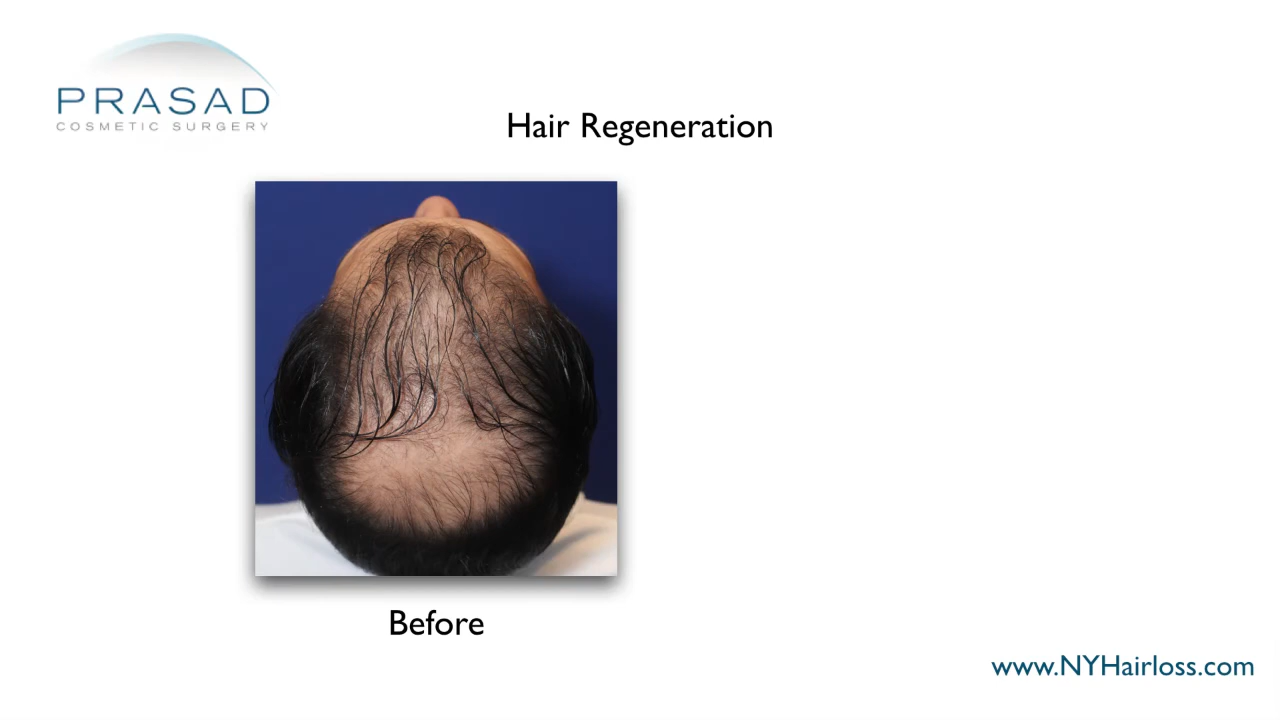 PRASAD
COSMETIC SURGERY
Hair Regeneration
Before
www.NYHairloss.com